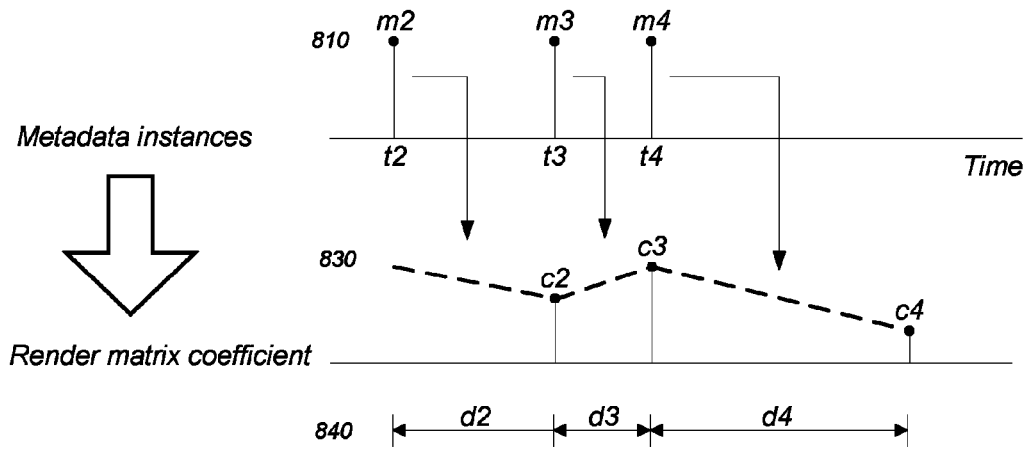 m2 m3 m4
810
Metadata instances
t2 t3 t4
Time
830
c2 c3 c4
Render matrix coefficient
840
d2 d3 d4